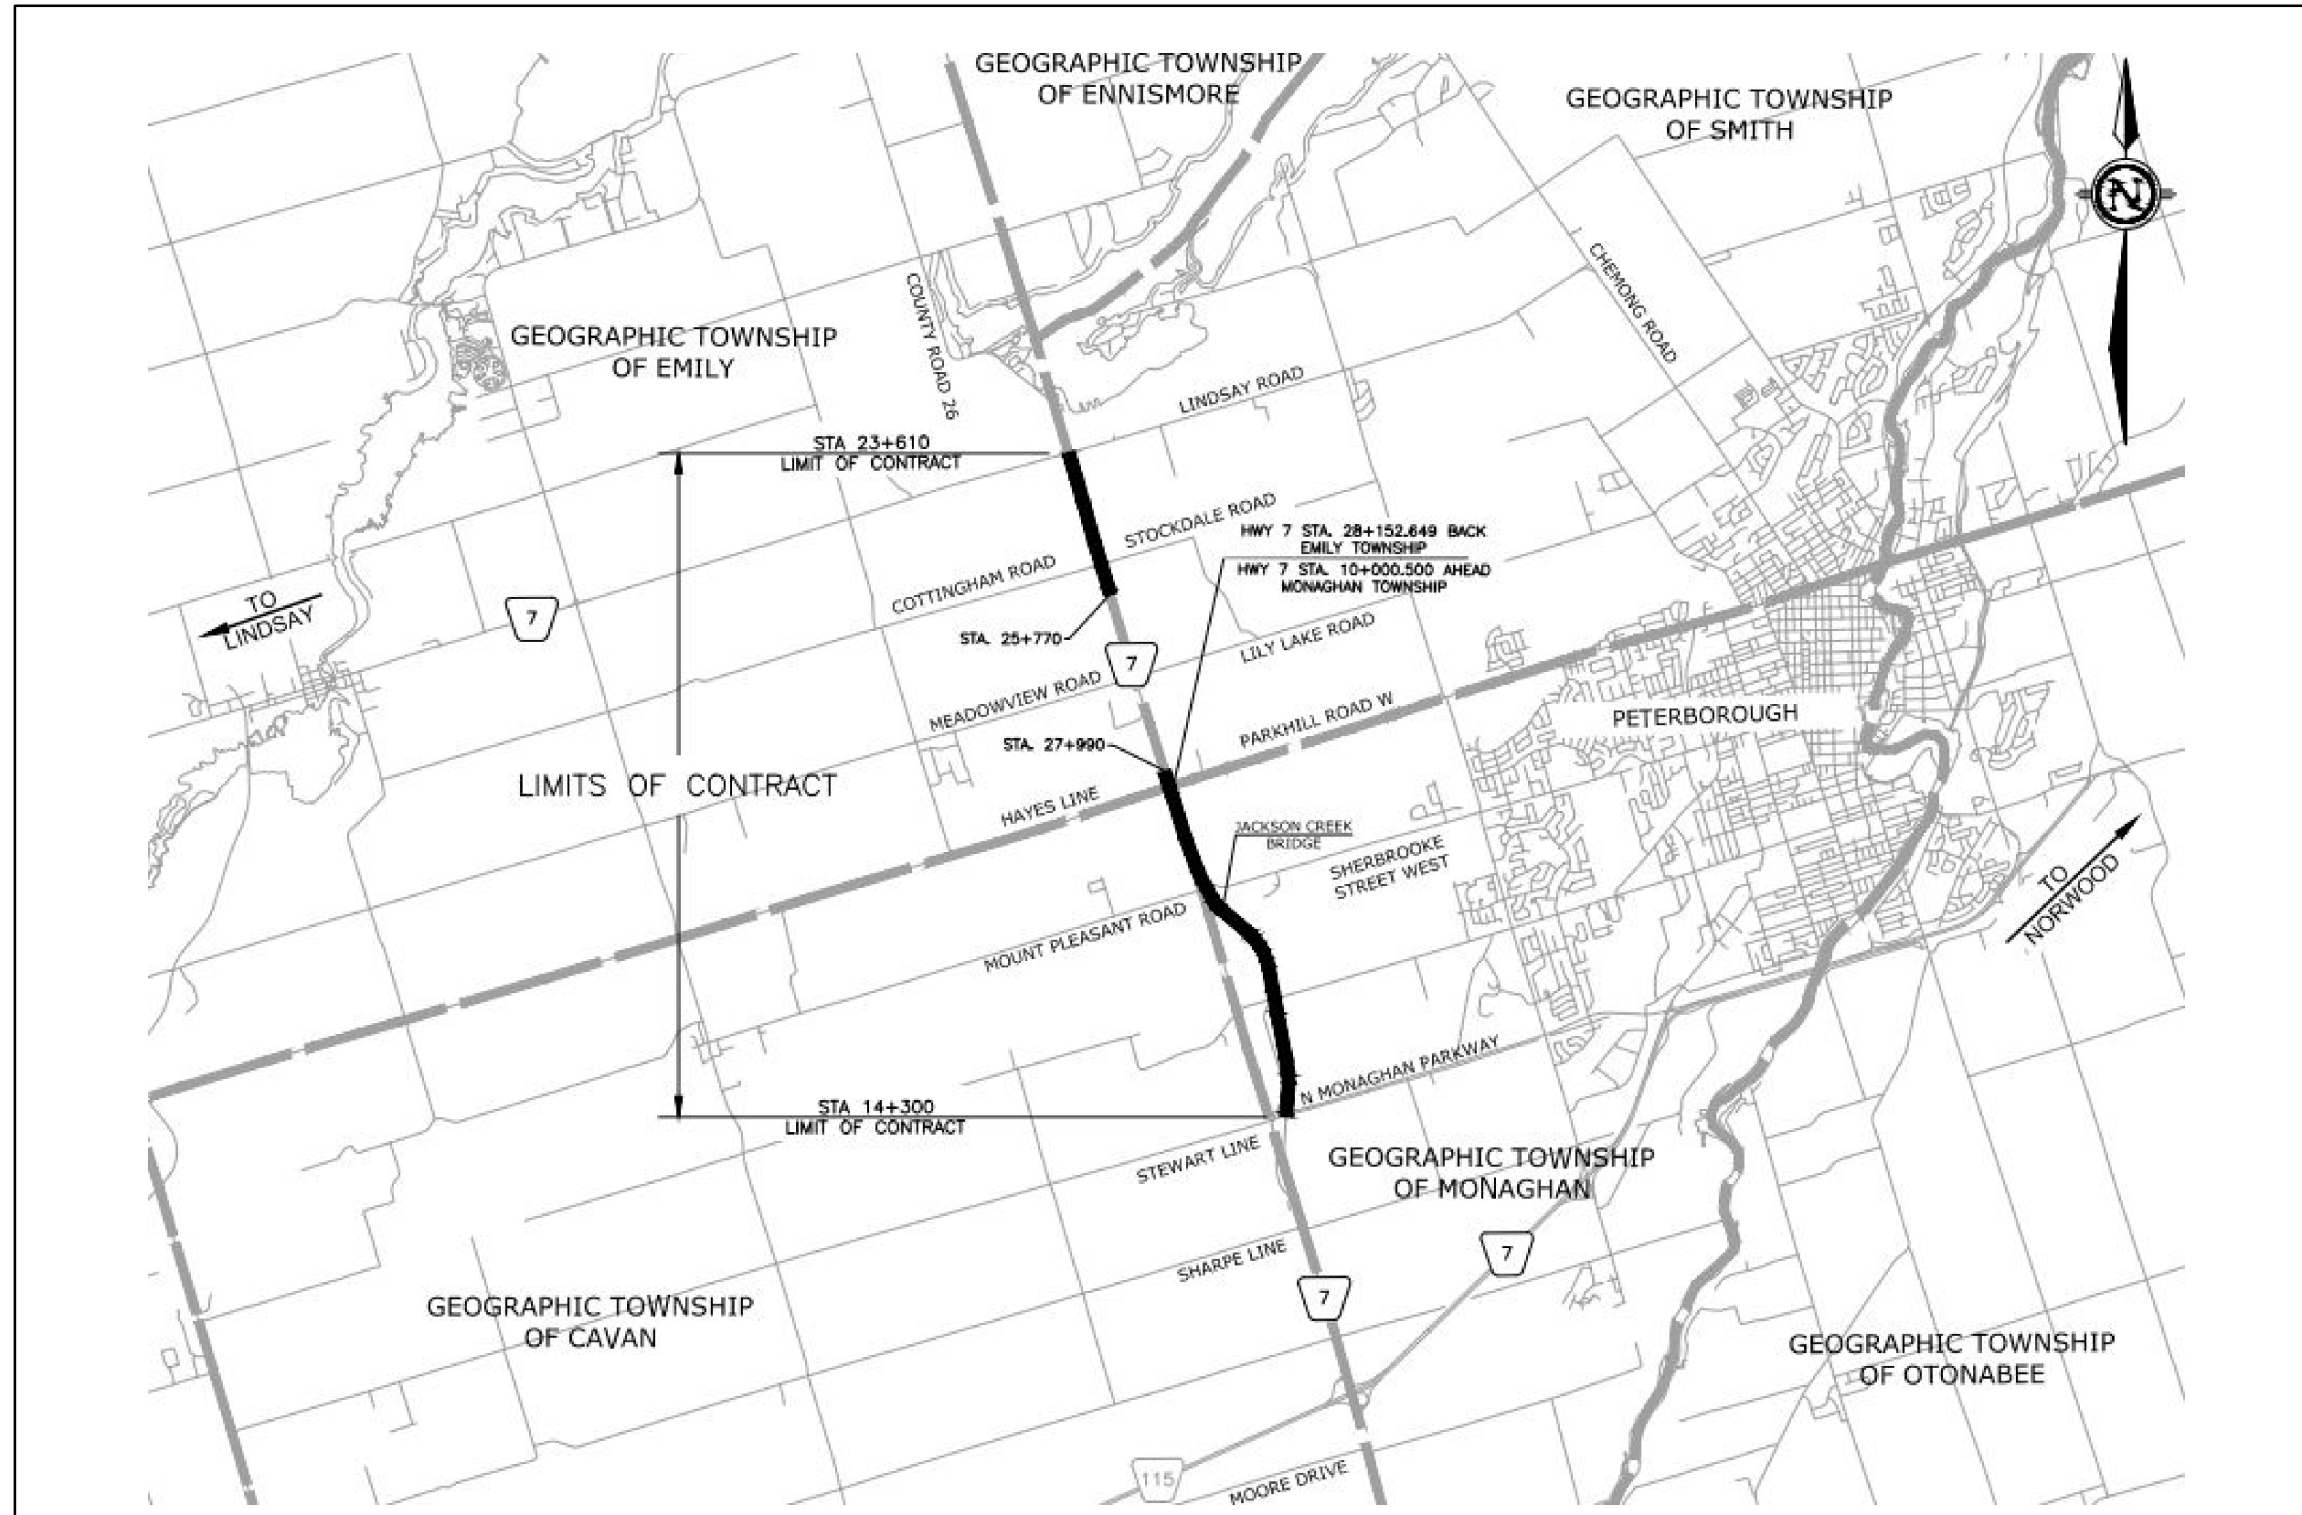 GEOGRAPHIC TOWNSHIP
OF ENNISMORE
GEOGRAPHIC TOWNSHIP
OF SMITH
N
CHEMONG ROAD
COUNTY ROAD 26
GEOGRAPHIC TOWNSHIP
OF EMILY
LINDSAY ROAD
STA 23+610
LIMIT OF CONTRACT
STOCKDALE ROAD
HWY 7 STA. 28+152.649 BACK
EMILY TOWNSHIP
HWY 7 STA. 10+000.500 AHEAD
MONAGHAN TOWNSHIP
COTTINGHAM ROAD
TO
LINDSAY
7
STA. 25+770
7
LILY LAKE ROAD
MEADOWVIEW ROAD
PARKHILL ROAD W
PETERBOROUGH
STA. 27+990
LIMITS OF CONTRACT
HAYES LINE
JACKSON CREEK
BRIDGE
SHERBROOKE
STREET WEST
TO
NORWOOD
MOUNT PLEASANT ROAD
N MONAGHAN PARKWAY
STA 14+300
LIMIT OF CONTRACT
STEWART LINE
GEOGRAPHIC TOWNSHIP
OF MONAGHAN
SHARPE LINE
7
7
GEOGRAPHIC TOWNSHIP
OF CAVAN
GEOGRAPHIC TOWNSHIP
OF OTONABEE
115
MOORE DRIVE